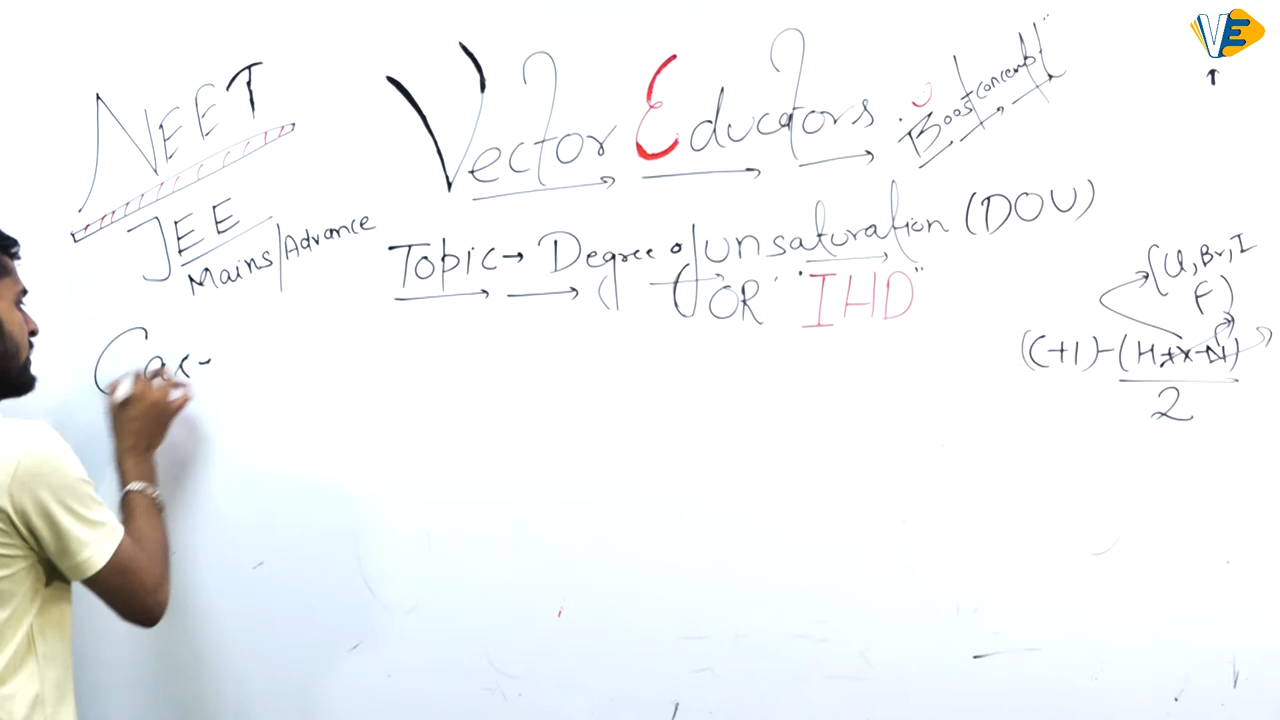 NEET
JEE
Mains/Advance
Vector Educators
Boost concept
VE
Topic → Degree of unsaturation (DOU)
OR "IHD"
(Cl, Br, I
F)
(C+1)-(H+X-N)
2
Car-